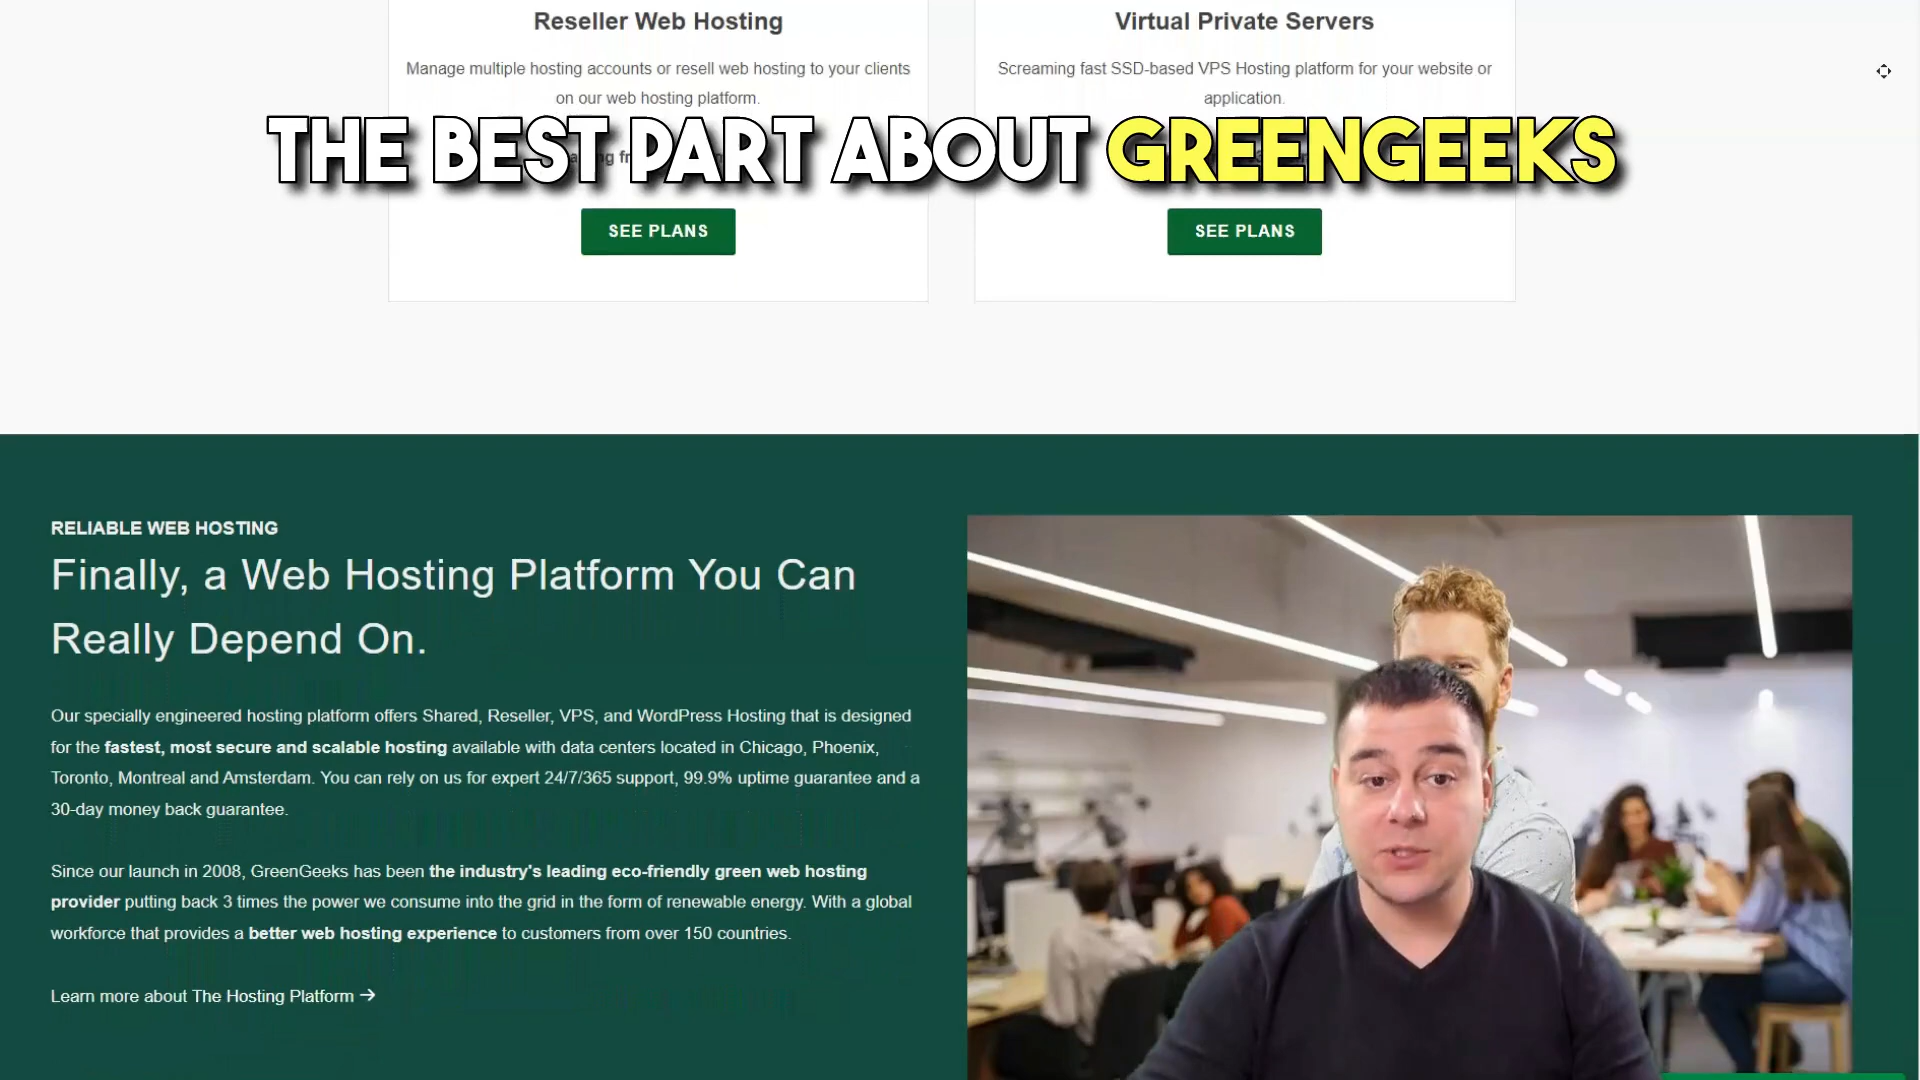 Reseller Web Hosting
Manage multiple hosting accounts or resell web hosting to your clients
on our web hosting platform.
SEE PLANS
Virtual Private Servers
Screaming fast SSD-based VPS Hosting platform for your website or
application.
SEE PLANS
THE BEST PART ABOUT GREENGEEKS
RELIABLE WEB HOSTING
Finally, a Web Hosting Platform You Can
Really Depend On.
Our specially engineered hosting platform offers Shared, Reseller, VPS, and WordPress Hosting that is designed
for the fastest, most secure and scalable hosting available with data centers located in Chicago, Phoenix,
Toronto, Montreal and Amsterdam. You can rely on us for expert 24/7/365 support, 99.9% uptime guarantee and a
30-day money back guarantee.
Since our launch in 2008, GreenGeeks has been the industry's leading eco-friendly green web hosting
provider putting back 3 times the power we consume into the grid in the form of renewable energy. With a global
workforce that provides a better web hosting experience to customers from over 150 countries.
Learn more about The Hosting Platform →